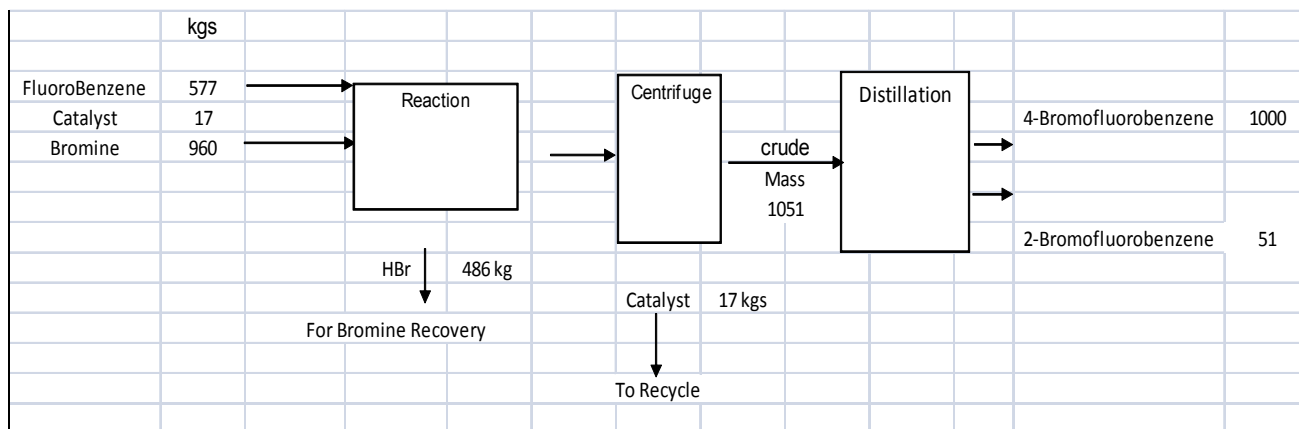 kgs
FluoroBenzene 577
Reaction
Centrifuge
Distillation
Catalyst 17
4-Bromofluorobenzene 1000
Bromine 960
crude
Mass
1051
2-Bromofluorobenzene 51
HBr 486 kg
Catalyst 17 kgs
For Bromine Recovery
To Recycle